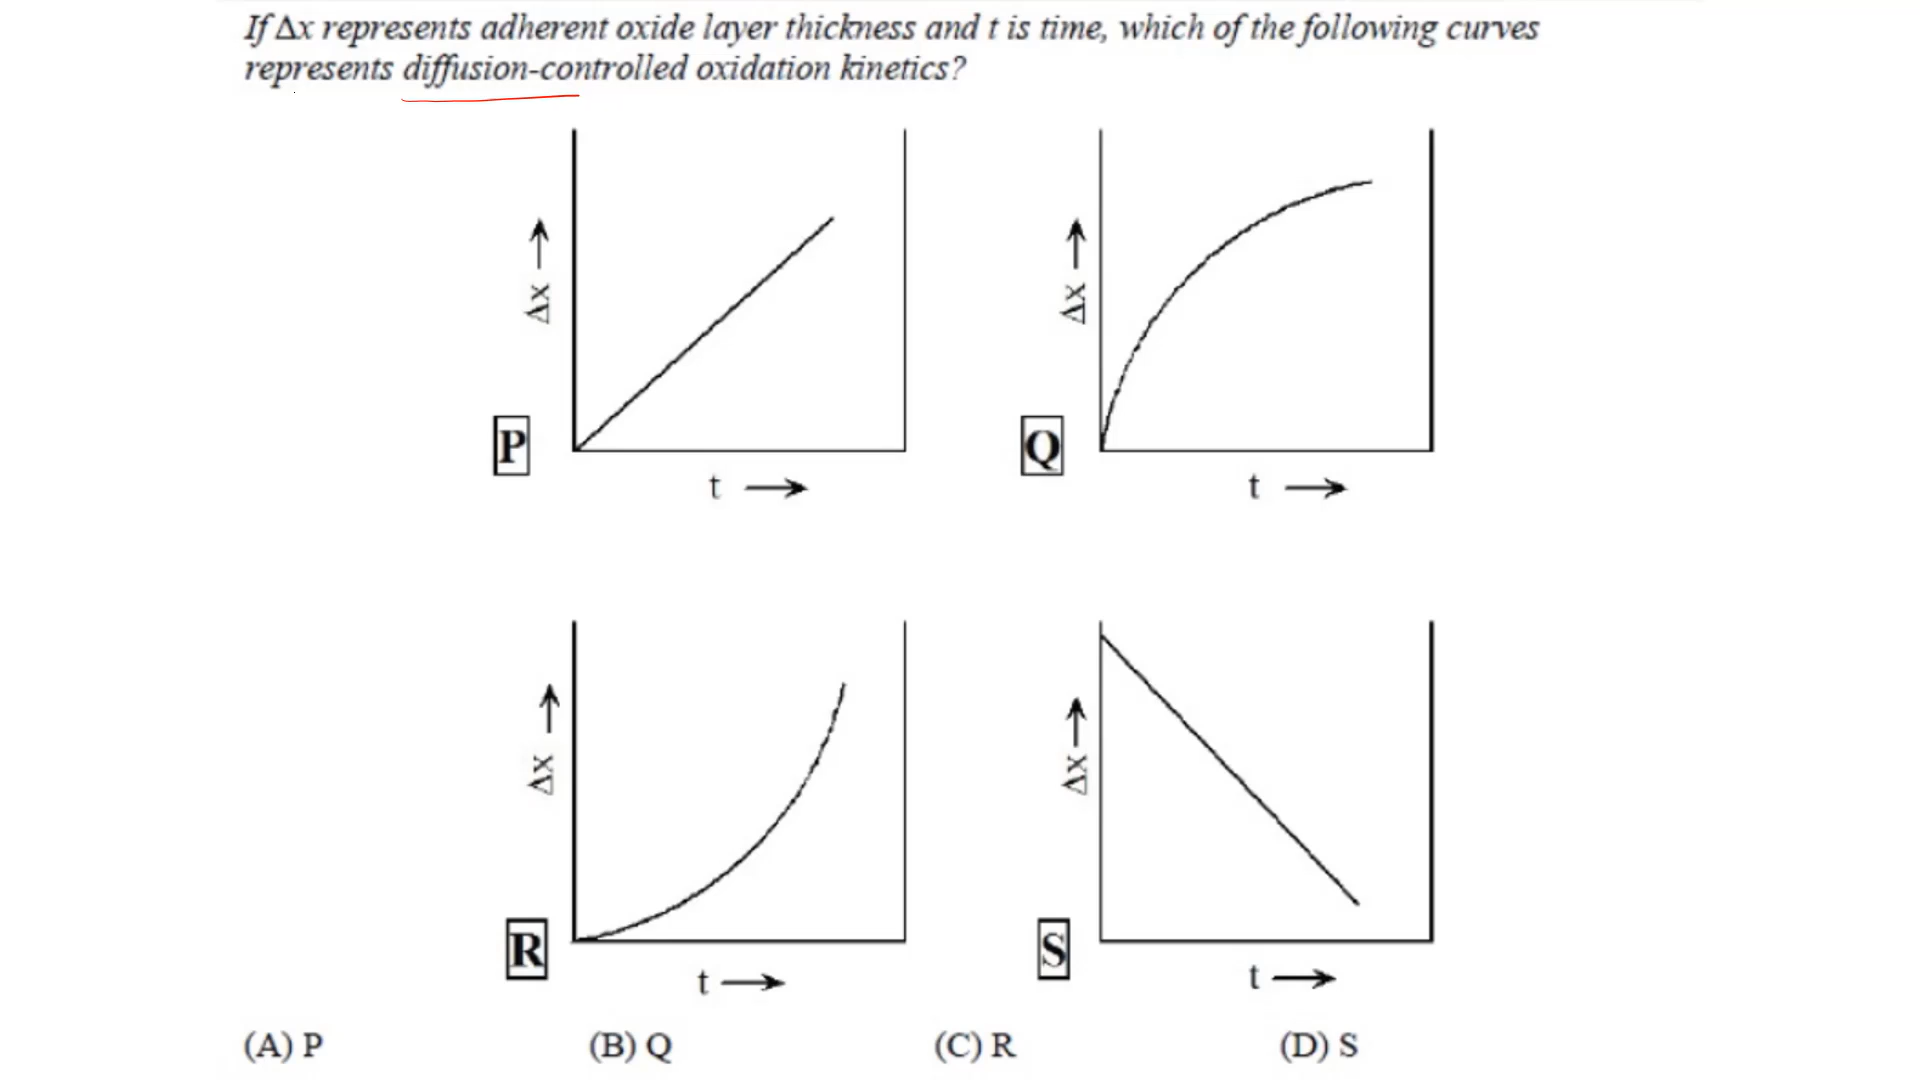 If Δx represents adherent oxide layer thickness and t is time, which of the following curves
represents diffusion-controlled oxidation kinetics?
Δx
P
t
Δx
Q
t
Δx
R
t
Δx
S
t
(A) P (B) Q (C) R (D) S